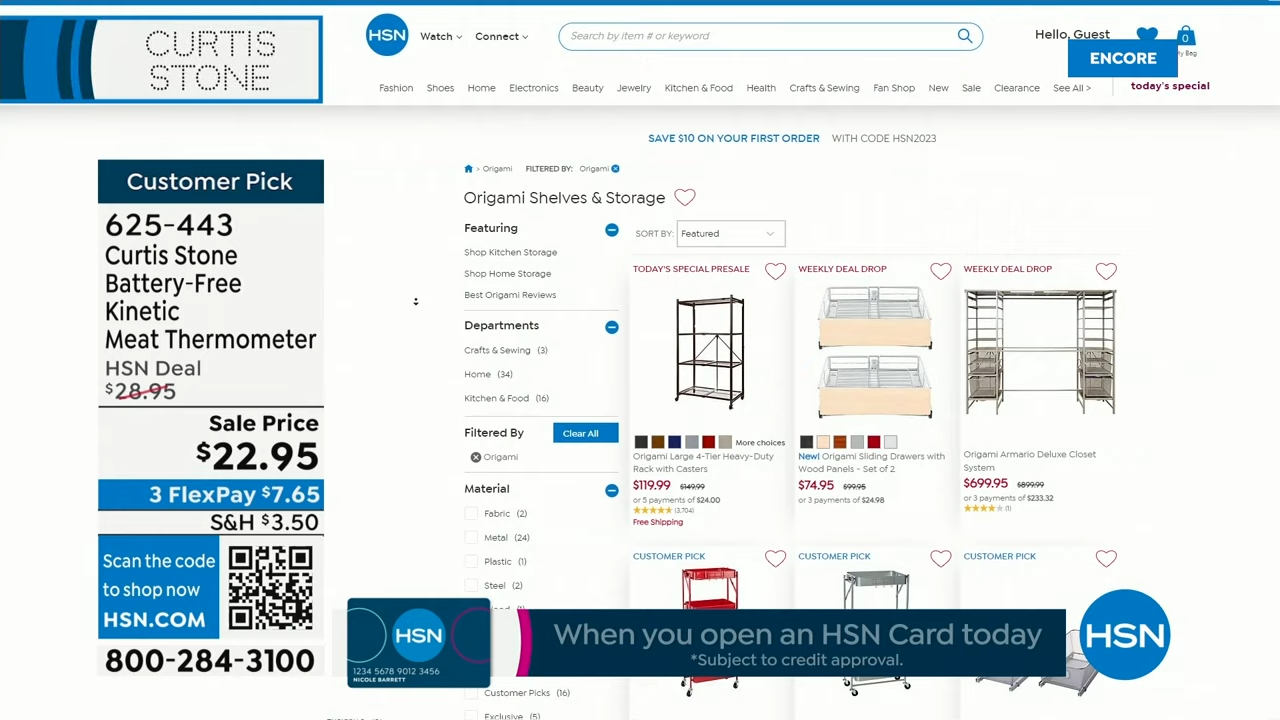 CURTIS
STONE
HSN
Watch
Connect
Search by item # or keyword
Hello, Guest
0
y Bag
ENCORE
Fashion Shoes Home Electronics Beauty Jewelry Kitchen & Food Health Crafts & Sewing Fan Shop New Sale Clearance See All >
today's special
SAVE $10 ON YOUR FIRST ORDER WITH CODE HSN2023
Customer Pick
625-443
Curtis Stone
Battery-Free
Kinetic
Meat Thermometer
HSN Deal
$28.95
Sale Price
$22.95
3 FlexPay $7.65
S&H $3.50
Scan the code
to shop now
HSN.COM
800-284-3100
> Origami FILTERED BY: Origami
Origami Shelves & Storage
Featuring
Shop Kitchen Storage
Shop Home Storage
Best Origami Reviews
Departments
Crafts & Sewing (3)
Home (34)
Kitchen & Food (16)
Filtered By
Clear All
Origami
Material
Fabric (2)
Metal (24)
Plastic (1)
Steel (2)
Customer Picks (16)
Exclusive (5)
SORT BY: Featured
TODAY'S SPECIAL PRESALE
More choices
Origami Large 4-Tier Heavy-Duty
Rack with Casters
$119.99 $149.99
or 5 payments of $24.00
(3,704)
Free Shipping
WEEKLY DEAL DROP
New! Origami Sliding Drawers with
Wood Panels - Set of 2
$74.95 $99.95
or 3 payments of $24.98
WEEKLY DEAL DROP
Origami Armario Deluxe Closet
System
$699.95 $899.99
or 3 payments of $233.32
(1)
CUSTOMER PICK
CUSTOMER PICK
CUSTOMER PICK
HSN
1234 5678 9012 3456
NICOLE BARRETT
When you open an HSN Card today
*Subject to credit approval.
HSN